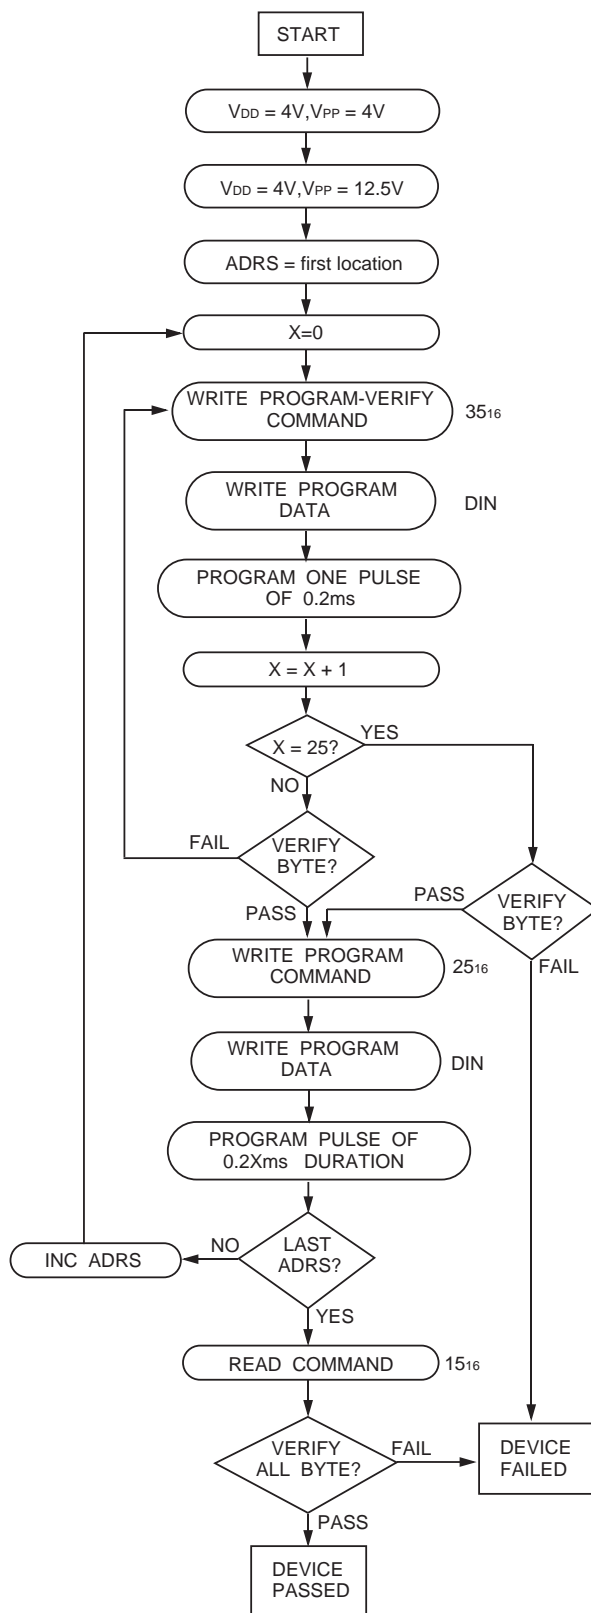 START
VDD = 4V,VPP = 4V
VDD = 4V,VPP = 12.5V
ADRS = first location
X=0
WRITE PROGRAM-VERIFY
COMMAND
35₁₆
WRITE PROGRAM
DATA
DIN
PROGRAM ONE PULSE
OF 0.2ms
X = X + 1
X = 25?
YES
NO
FAIL
VERIFY
BYTE?
PASS
PASS
VERIFY
BYTE?
FAIL
WRITE PROGRAM
COMMAND
25₁₆
WRITE PROGRAM
DATA
DIN
PROGRAM PULSE OF
0.2Xms DURATION
LAST
ADRS?
NO
INC ADRS
YES
READ COMMAND
15₁₆
VERIFY
ALL BYTE?
FAIL
DEVICE
FAILED
PASS
DEVICE
PASSED